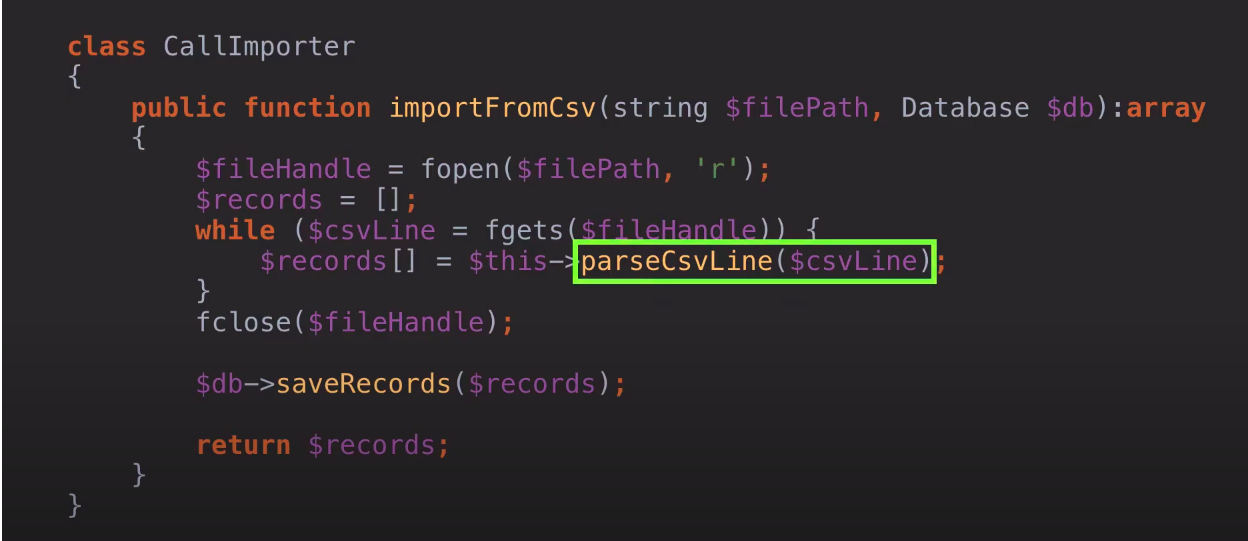 class CallImporter
{
    public function importFromCsv(string $filePath, Database $db):array
    {
        $fileHandle = fopen($filePath, 'r');
        $records = [];
        while ($csvLine = fgets($fileHandle)) {
            $records[] = $this->parseCsvLine($csvLine);
        }
        fclose($fileHandle);

        $db->saveRecords($records);

        return $records;
    }
}